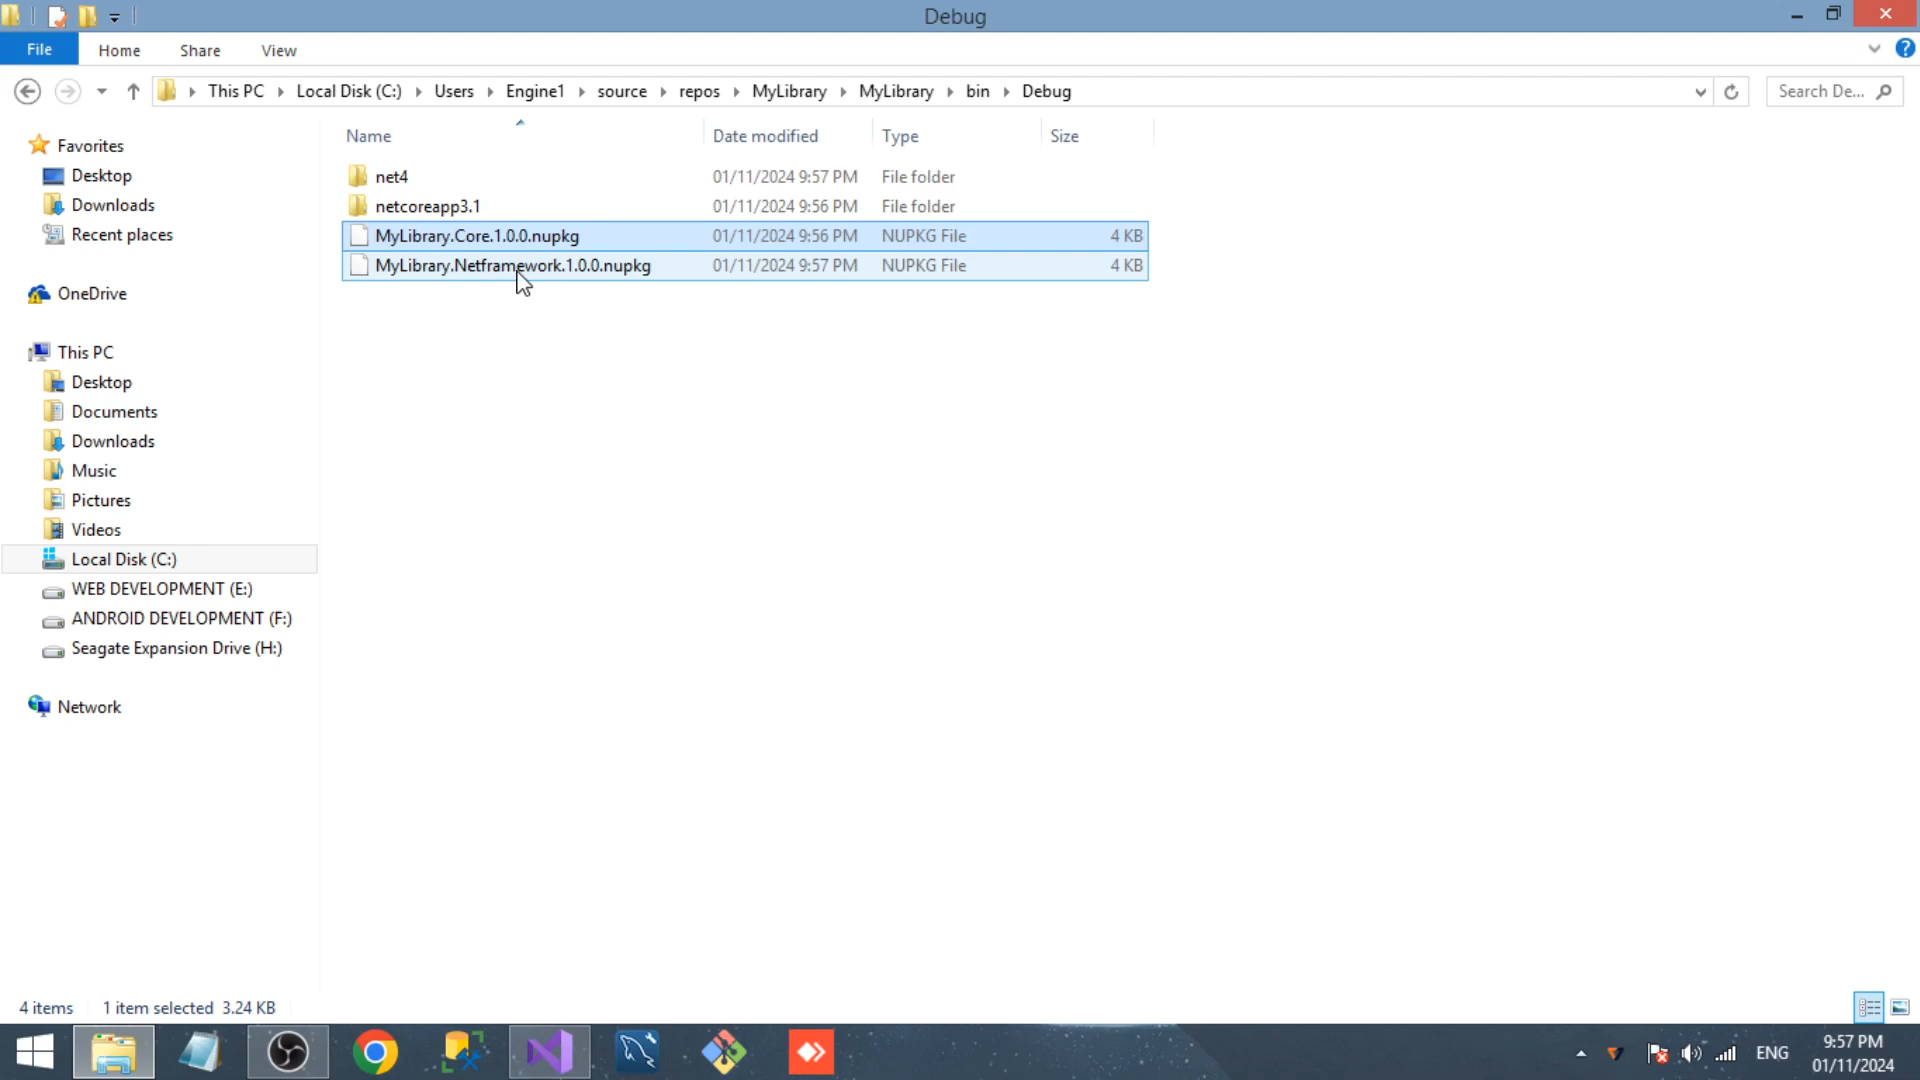 Debug
File Home Share View
This PC Local Disk (C:) Users Engine1 source repos MyLibrary MyLibrary bin Debug
Search De...
Name Date modified Type Size
Favorites
Desktop
Downloads
Recent places
OneDrive
This PC
Desktop
Documents
Downloads
Music
Pictures
Videos
Local Disk (C:)
WEB DEVELOPMENT (E:)
ANDROID DEVELOPMENT (F:)
Seagate Expansion Drive (H:)
Network
net4 01/11/2024 9:57 PM File folder
netcoreapp3.1 01/11/2024 9:56 PM File folder
MyLibrary.Core.1.0.0.nupkg 01/11/2024 9:56 PM NUPKG File 4 KB
MyLibrary.Netframework.1.0.0.nupkg 01/11/2024 9:57 PM NUPKG File 4 KB
4 items 1 item selected 3.24 KB
ENG
9:57 PM
01/11/2024